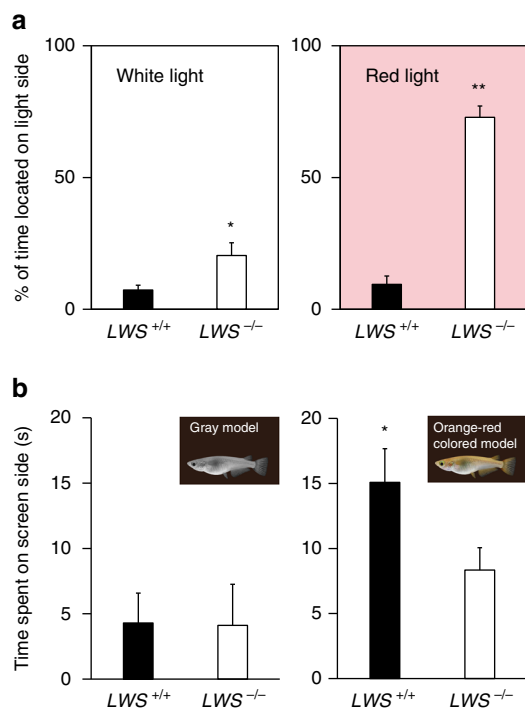 a
% of time located on light side
100
50
0
White light
*
LWS +/+
LWS −/−
100
50
0
Red light
**
LWS +/+
LWS −/−
b
Time spent on screen side (s)
20
15
10
5
0
Gray model
LWS +/+
LWS −/−
20
15
10
5
0
*
Orange-red
colored model
LWS +/+
LWS −/−